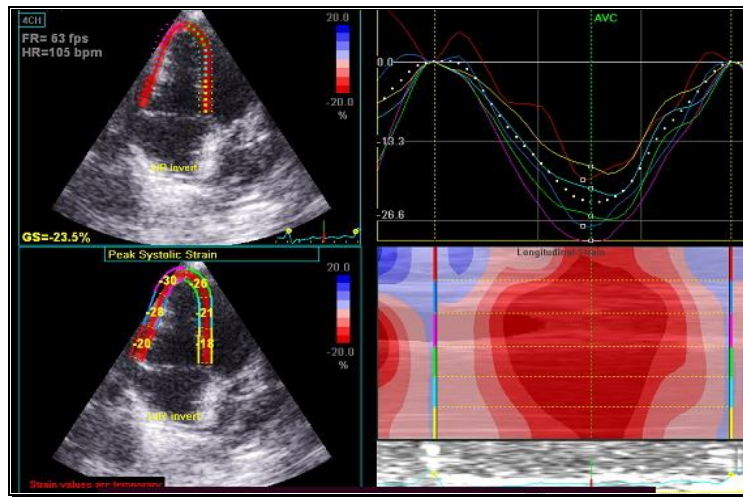 4CH
FR= 63 fps
HR=105 bpm
20.0
-20.0
%
L/R invert
GS=-23.5%
AVC
0.0
-13.3
-26.6
Peak Systolic Strain
20.0
-20.0
%
-30
-26
-28
-21
-20
-18
L/R invert
Strain values are temporary
Longitudinal Strain